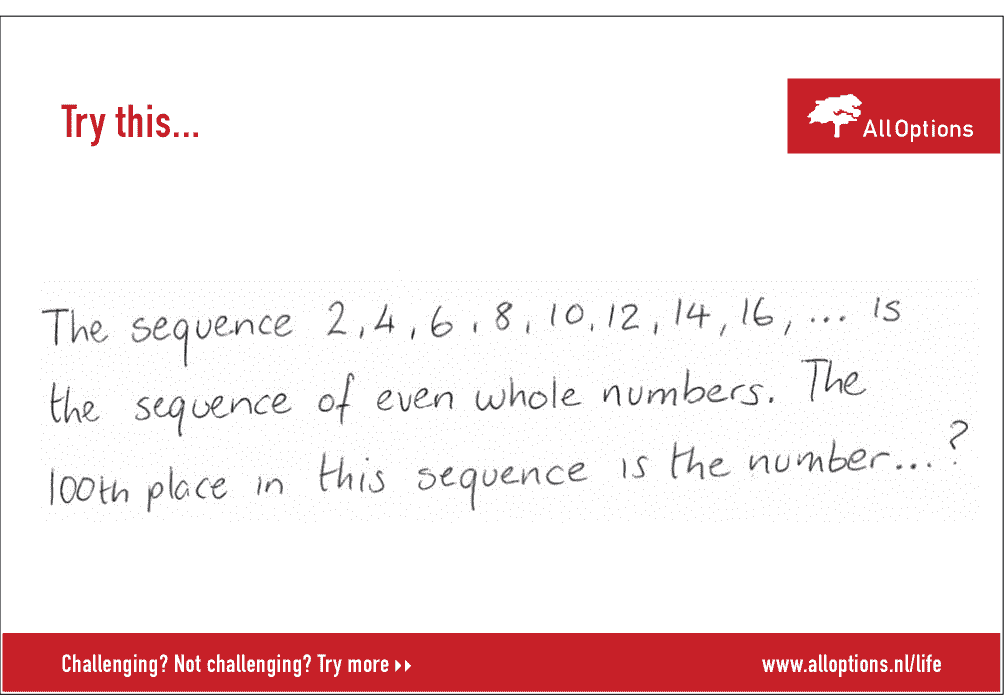 Try this...
AllOptions
The sequence 2, 4, 6, 8, 10, 12, 14, 16, ... is
the sequence of even whole numbers. The
100th place in this sequence is the number...?
Challenging? Not challenging? Try more
www.alloptions.nl/life